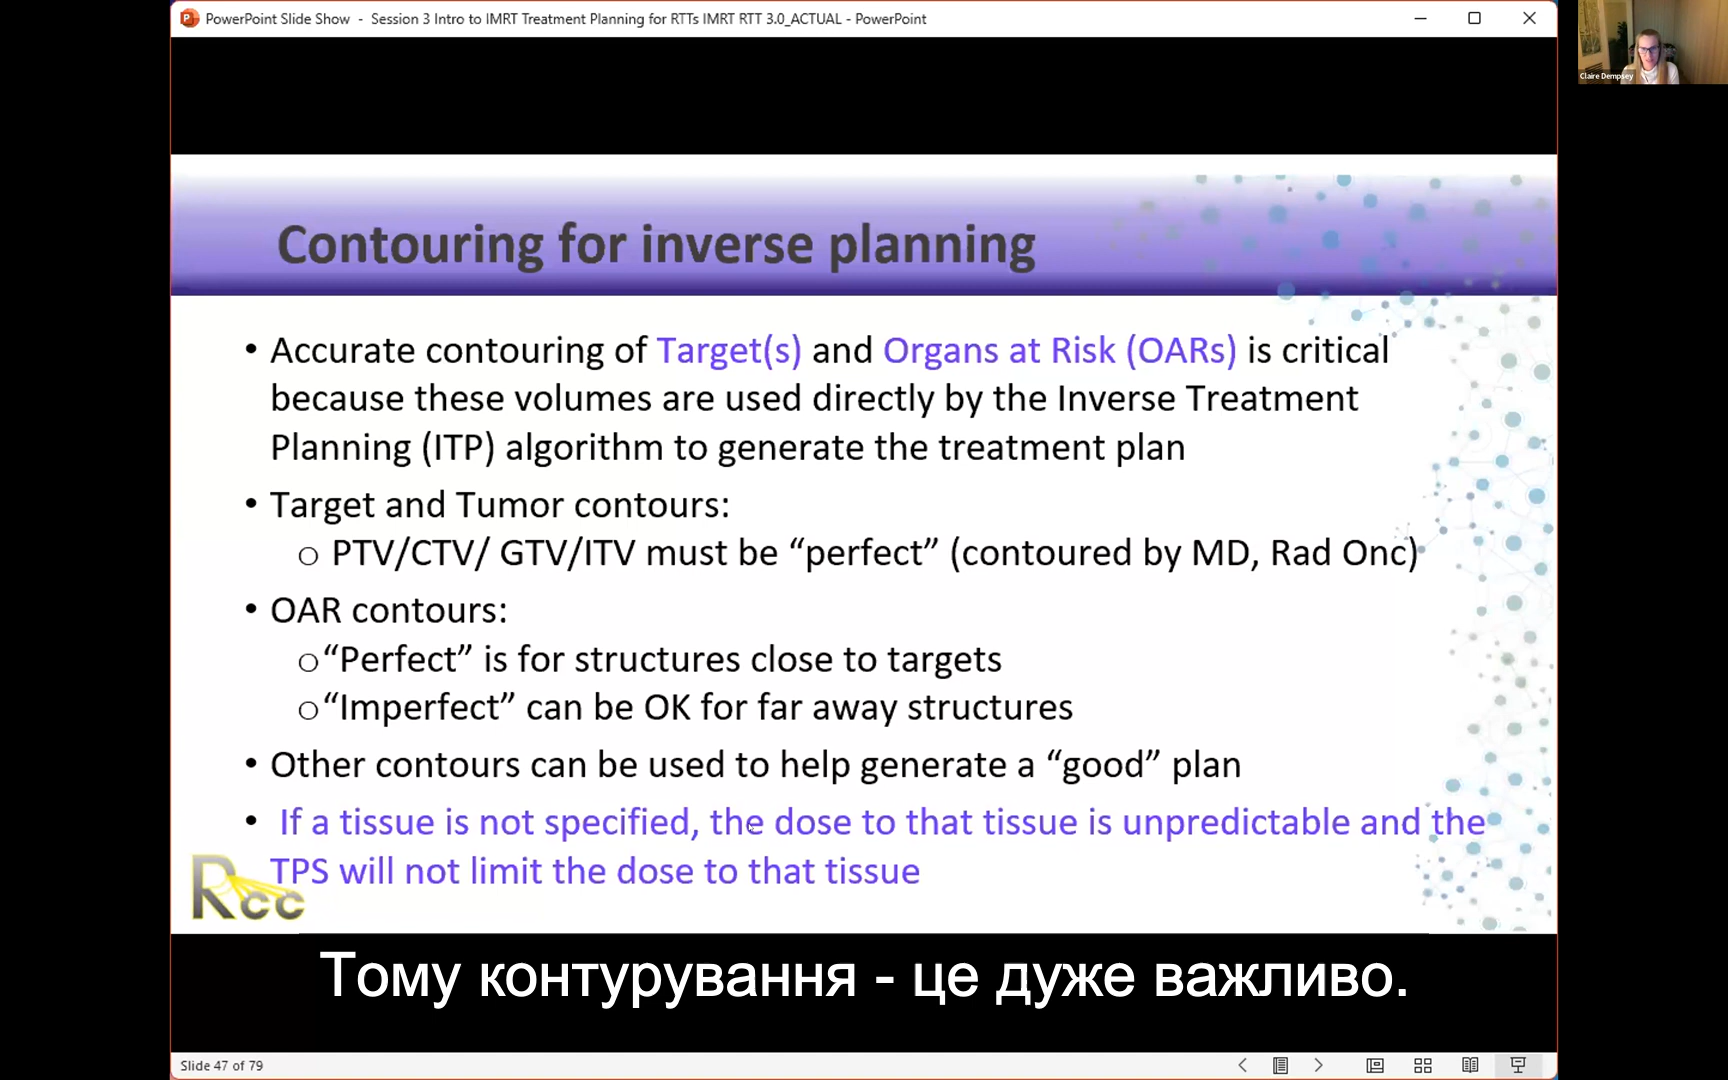 PowerPoint Slide Show - Session 3 Intro to IMRT Treatment Planning for RTTs IMRT RTT 3.0_ACTUAL - PowerPoint
Claire Dempsey
Contouring for inverse planning
• Accurate contouring of Target(s) and Organs at Risk (OARs) is critical
because these volumes are used directly by the Inverse Treatment
Planning (ITP) algorithm to generate the treatment plan
• Target and Tumor contours:
o PTV/CTV/ GTV/ITV must be “perfect” (contoured by MD, Rad Onc)
• OAR contours:
o “Perfect” is for structures close to targets
o “Imperfect” can be OK for far away structures
• Other contours can be used to help generate a “good” plan
• If a tissue is not specified, the dose to that tissue is unpredictable and the
TPS will not limit the dose to that tissue
Rcc
Тому контурування - це дуже важливо.
Slide 47 of 79